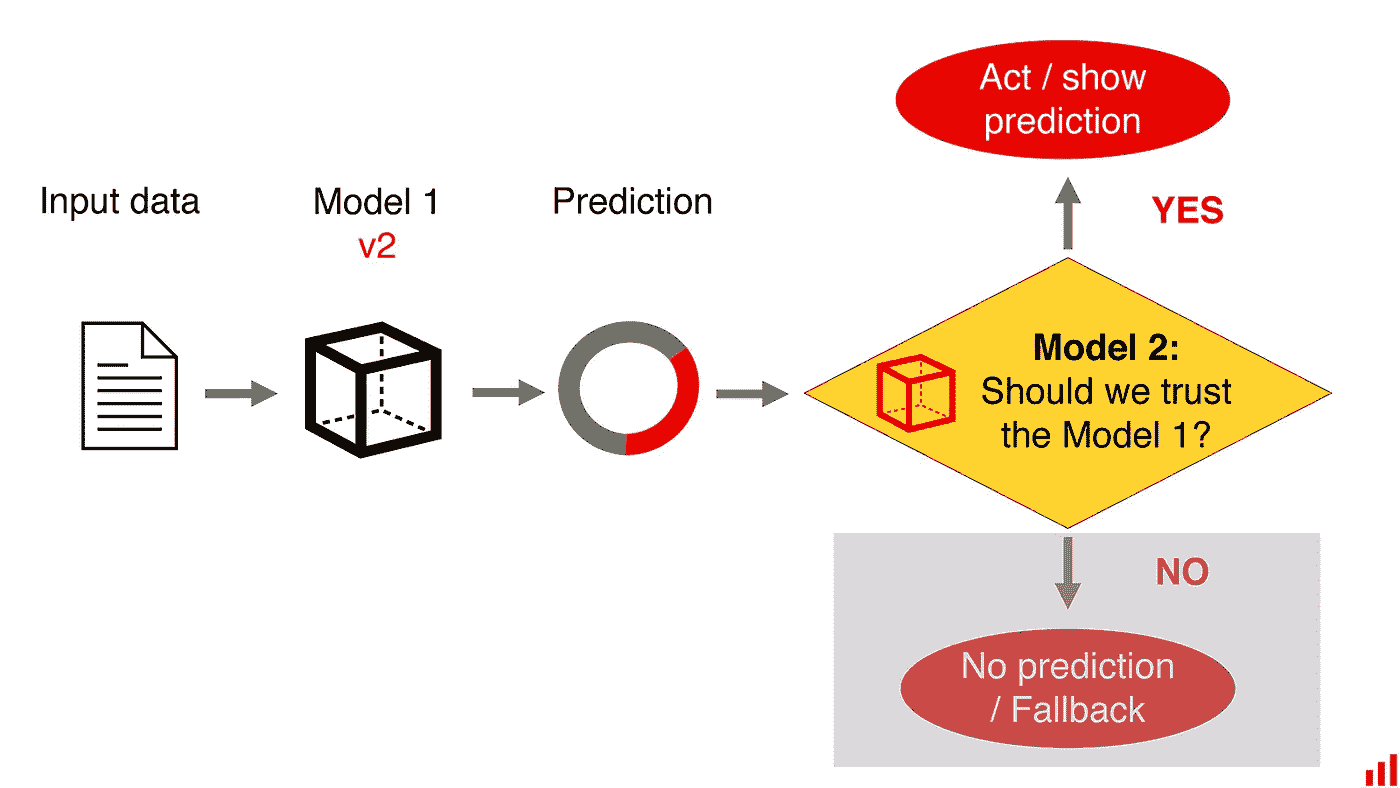 Input data
Model 1
v2
Prediction
Act / show
prediction
YES
Model 2:
Should we trust
the Model 1?
NO
No prediction
/ Fallback